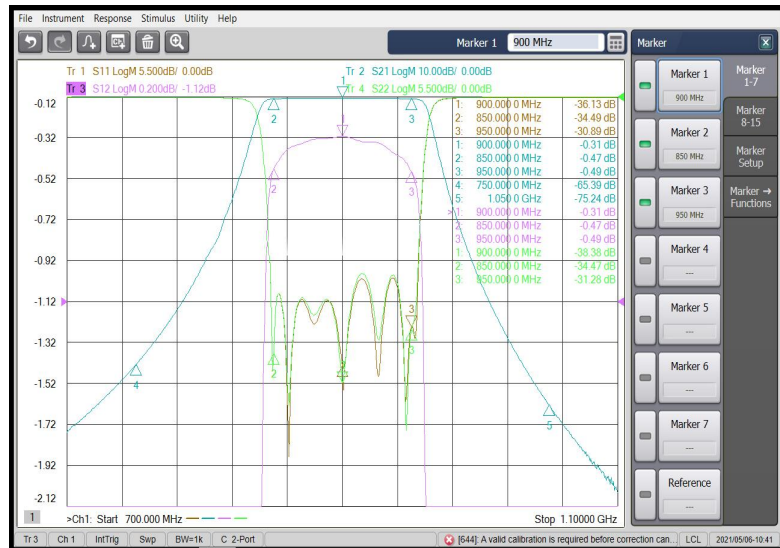 File Instrument Response Stimulus Utility Help
Marker 1 900 MHz
Marker
Tr 1 S11 LogM 5.500dB/ 0.00dB
Tr 2 S21 LogM 10.00dB/ 0.00dB
Tr 3 S12 LogM 0.200dB/ -1.12dB
Tr 4 S22 LogM 5.500dB/ 0.00dB
1: 900.000 0 MHz -36.13 dB
2: 850.000 0 MHz -34.49 dB
3: 950.000 0 MHz -30.89 dB
1: 900.000 0 MHz -0.31 dB
2: 850.000 0 MHz -0.47 dB
3: 950.000 0 MHz -0.49 dB
4: 750.000 0 MHz -65.39 dB
5: 1.050 0 GHz -75.24 dB
>1: 900.000 0 MHz -0.31 dB
2: 850.000 0 MHz -0.47 dB
3: 950.000 0 MHz -0.49 dB
1: 900.000 0 MHz -38.38 dB
2: 850.000 0 MHz -34.47 dB
3: 950.000 0 MHz -31.28 dB
-0.12
-0.32
-0.52
-0.72
-0.92
-1.12
-1.32
-1.52
-1.72
-1.92
-2.12
1
2
3
1
2
3
3
2
3
4
5
1 >Ch1: Start 700.000 MHz
Stop 1.10000 GHz
Marker 1
900 MHz
Marker 2
850 MHz
Marker 3
950 MHz
Marker 4
---
Marker 5
---
Marker 6
---
Marker 7
---
Reference
---
Marker
1-7
Marker
8-15
Marker
Setup
Marker →
Functions
Tr 3 Ch 1 IntTrig Swp BW=1k C 2-Port [644]: A valid calibration is required before correction can... LCL 2021/05/06-10:41